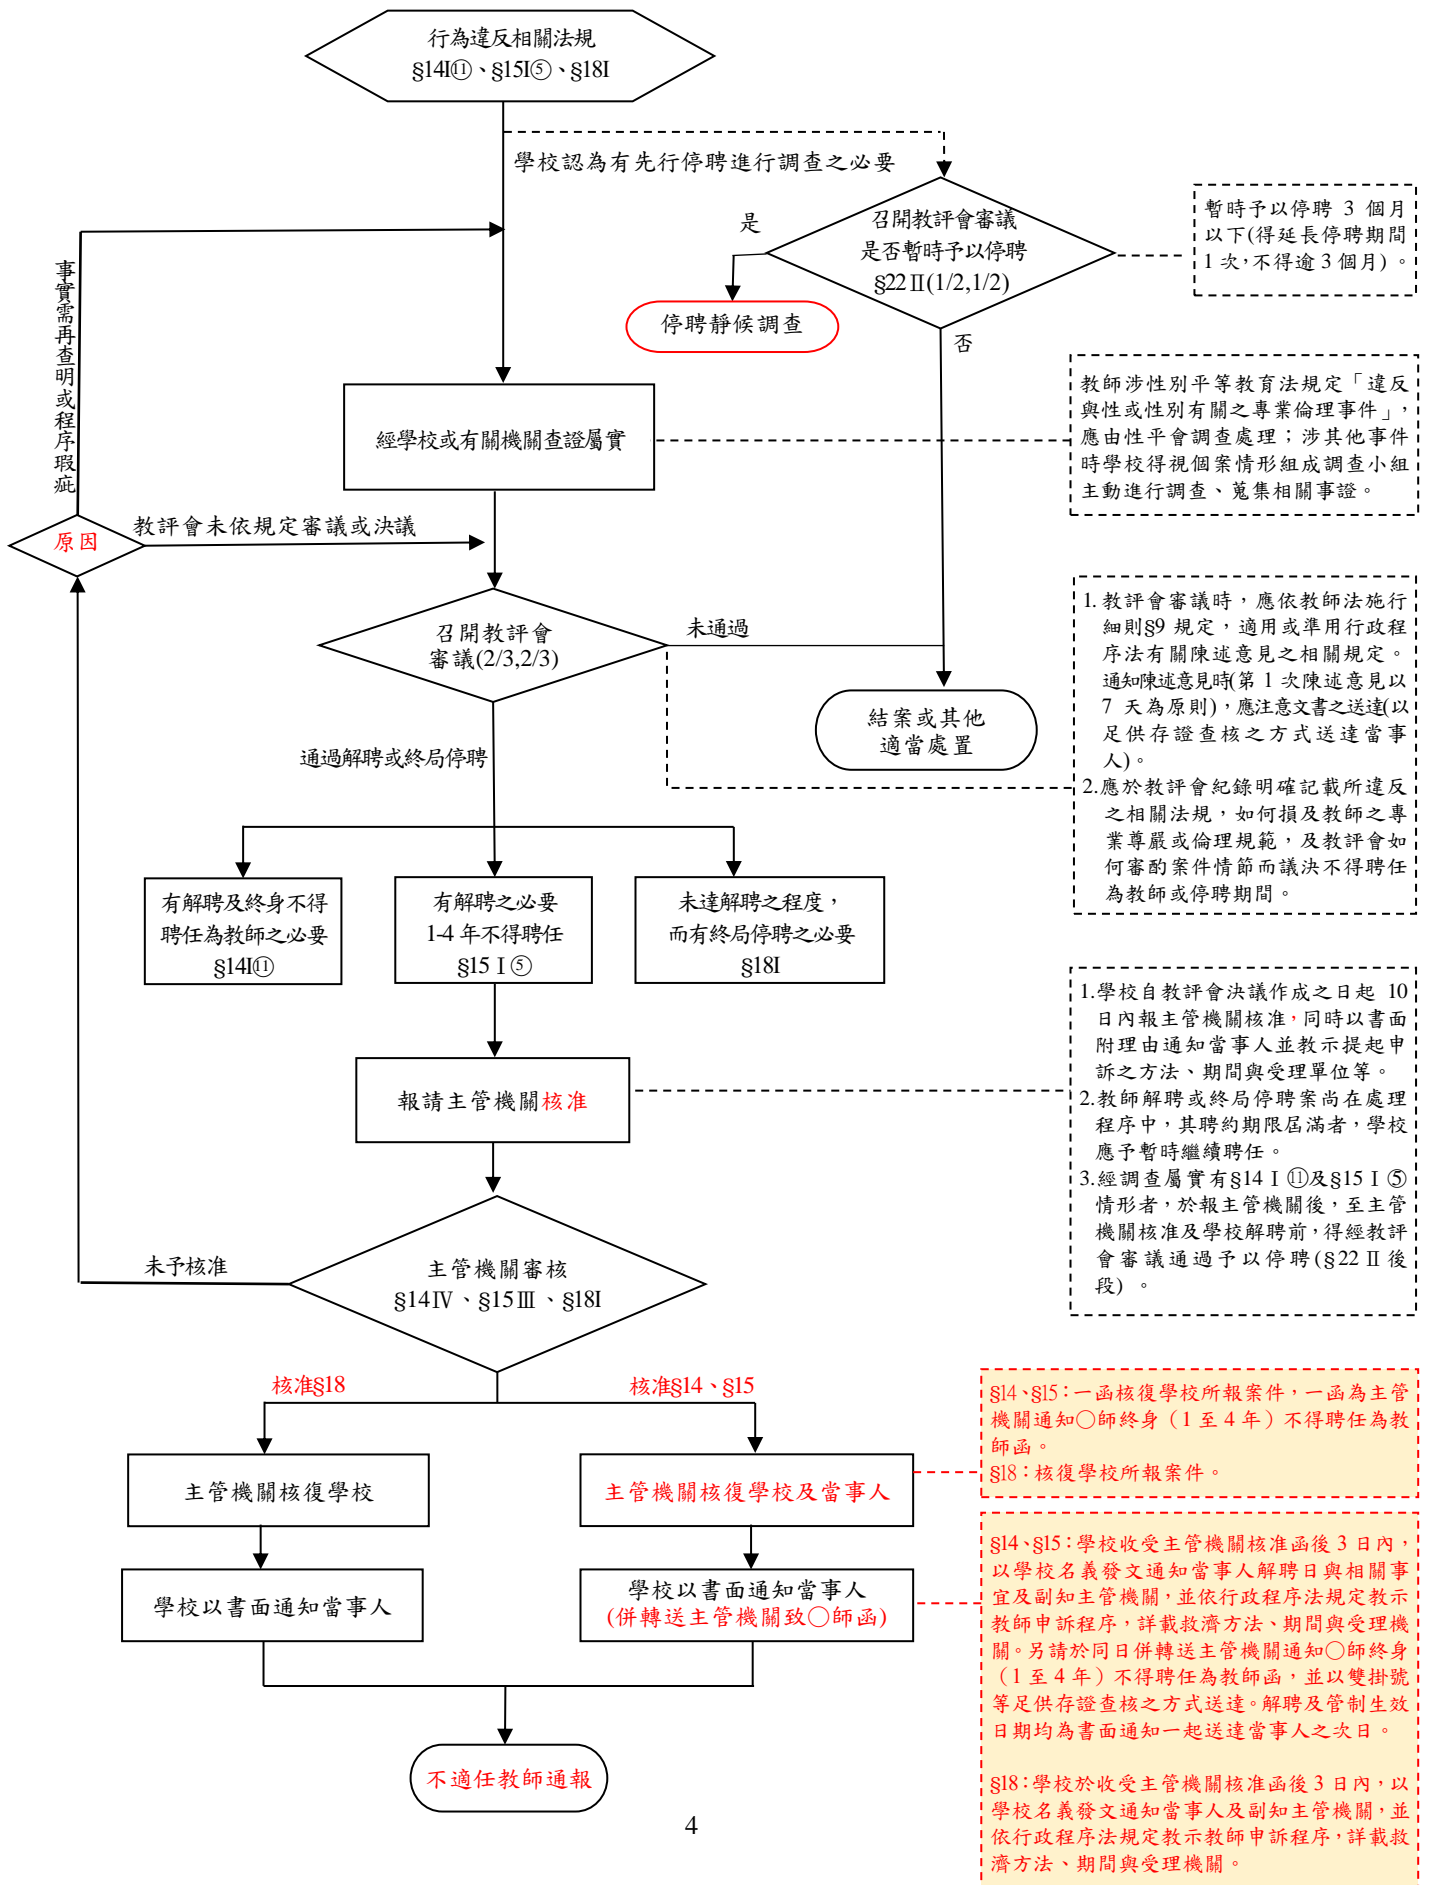 行為違反相關法規
§14I⑪、§15I⑤、§18I
學校認為有先行停聘進行調查之必要
召開教評會審議
是否暫時予以停聘
§22Ⅱ(1/2,1/2)
是
否
停聘靜候調查
暫時予以停聘 3 個月
以下(得延長停聘期間
1 次,不得逾 3 個月) 。
事實需再查明或程序瑕疵
經學校或有關機關查證屬實
教師涉性別平等教育法規定「違反
與性或性別有關之專業倫理事件」,
應由性平會調查處理；涉其他事件
時學校得視個案情形組成調查小組
主動進行調查、蒐集相關事證。
原因
教評會未依規定審議或決議
召開教評會
審議(2/3,2/3)
未通過
結案或其他
適當處置
1. 教評會審議時，應依教師法施行
細則§9 規定，適用或準用行政程
序法有關陳述意見之相關規定。
通知陳述意見時(第 1 次陳述意見以
7 天為原則)，應注意文書之送達(以
足供存證查核之方式送達當事
人)。
2.應於教評會紀錄明確記載所違反
之相關法規，如何損及教師之專
業尊嚴或倫理規範，及教評會如
何審酌案件情節而議決不得聘任
為教師或停聘期間。
通過解聘或終局停聘
有解聘及終身不得
聘任為教師之必要
§14I⑪
有解聘之必要
1-4 年不得聘任
§15Ⅰ⑤
未達解聘之程度，
而有終局停聘之必要
§18I
報請主管機關核准
1.學校自教評會決議作成之日起 10
日內報主管機關核准，同時以書面
附理由通知當事人並教示提起申
訴之方法、期間與受理單位等。
2.教師解聘或終局停聘案尚在處理
程序中，其聘約期限屆滿者，學校
應予暫時繼續聘任。
3.經調查屬實有§14Ⅰ⑪及§15Ⅰ⑤
情形者，於報主管機關後，至主管
機關核准及學校解聘前，得經教評
會審議通過予以停聘(§22Ⅱ後
段) 。
未予核准
主管機關審核
§14Ⅳ、§15Ⅲ、§18I
核准§18
核准§14、§15
主管機關核復學校
主管機關核復學校及當事人
§14、§15：一函核復學校所報案件，一函為主管
機關通知○師終身（1 至 4 年）不得聘任為教
師函。
§18：核復學校所報案件。
學校以書面通知當事人
學校以書面通知當事人
(併轉送主管機關致○師函)
§14、§15：學校收受主管機關核准函後 3 日內，
以學校名義發文通知當事人解聘日與相關事
宜及副知主管機關，並依行政程序法規定教示
教師申訴程序，詳載救濟方法、期間與受理機
關。另請於同日併轉送主管機關通知○師終身
（1 至 4 年）不得聘任為教師函，並以雙掛號
等足供存證查核之方式送達。解聘及管制生效
日期均為書面通知一起送達當事人之次日。
§18：學校於收受主管機關核准函後 3 日內，以
學校名義發文通知當事人及副知主管機關，並
依行政程序法規定教示教師申訴程序，詳載救
濟方法、期間與受理機關。
不適任教師通報
4